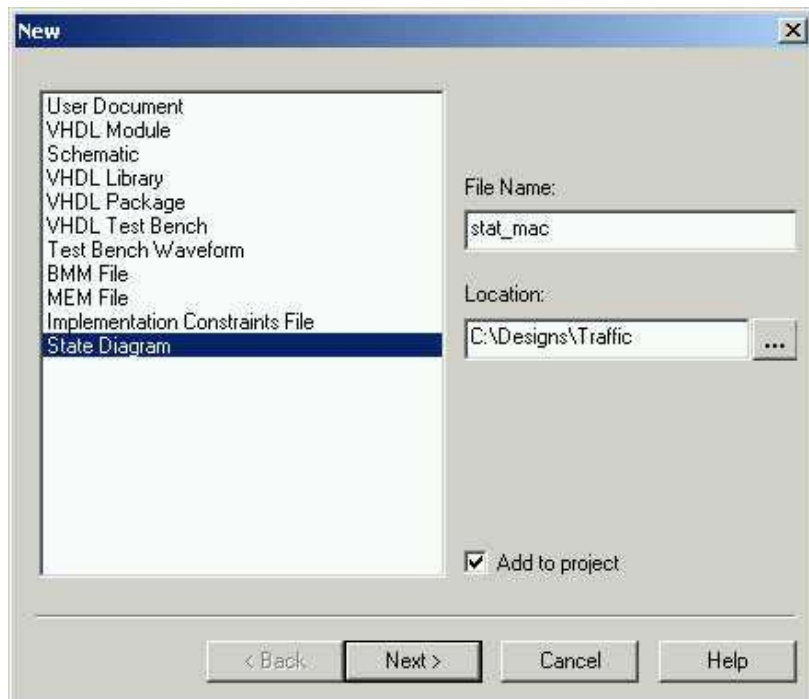 New
User Document
VHDL Module
Schematic
VHDL Library
VHDL Package
VHDL Test Bench
Test Bench Waveform
BMM File
MEM File
Implementation Constraints File
State Diagram
File Name:
stat_mac
Location:
C:\Designs\Traffic
...
Add to project
< Back
Next >
Cancel
Help